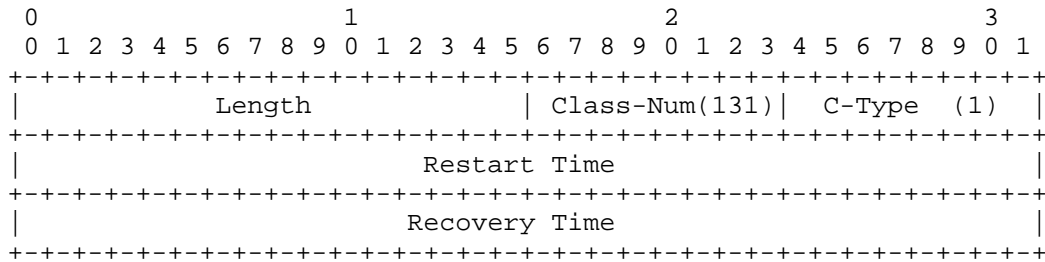 0                   1                   2                   3
 0 1 2 3 4 5 6 7 8 9 0 1 2 3 4 5 6 7 8 9 0 1 2 3 4 5 6 7 8 9 0 1
+-+-+-+-+-+-+-+-+-+-+-+-+-+-+-+-+-+-+-+-+-+-+-+-+-+-+-+-+-+-+-+-+
|            Length             | Class-Num(131)|  C-Type  (1)  |
+-+-+-+-+-+-+-+-+-+-+-+-+-+-+-+-+-+-+-+-+-+-+-+-+-+-+-+-+-+-+-+-+
|                         Restart Time                          |
+-+-+-+-+-+-+-+-+-+-+-+-+-+-+-+-+-+-+-+-+-+-+-+-+-+-+-+-+-+-+-+-+
|                        Recovery Time                          |
+-+-+-+-+-+-+-+-+-+-+-+-+-+-+-+-+-+-+-+-+-+-+-+-+-+-+-+-+-+-+-+-+